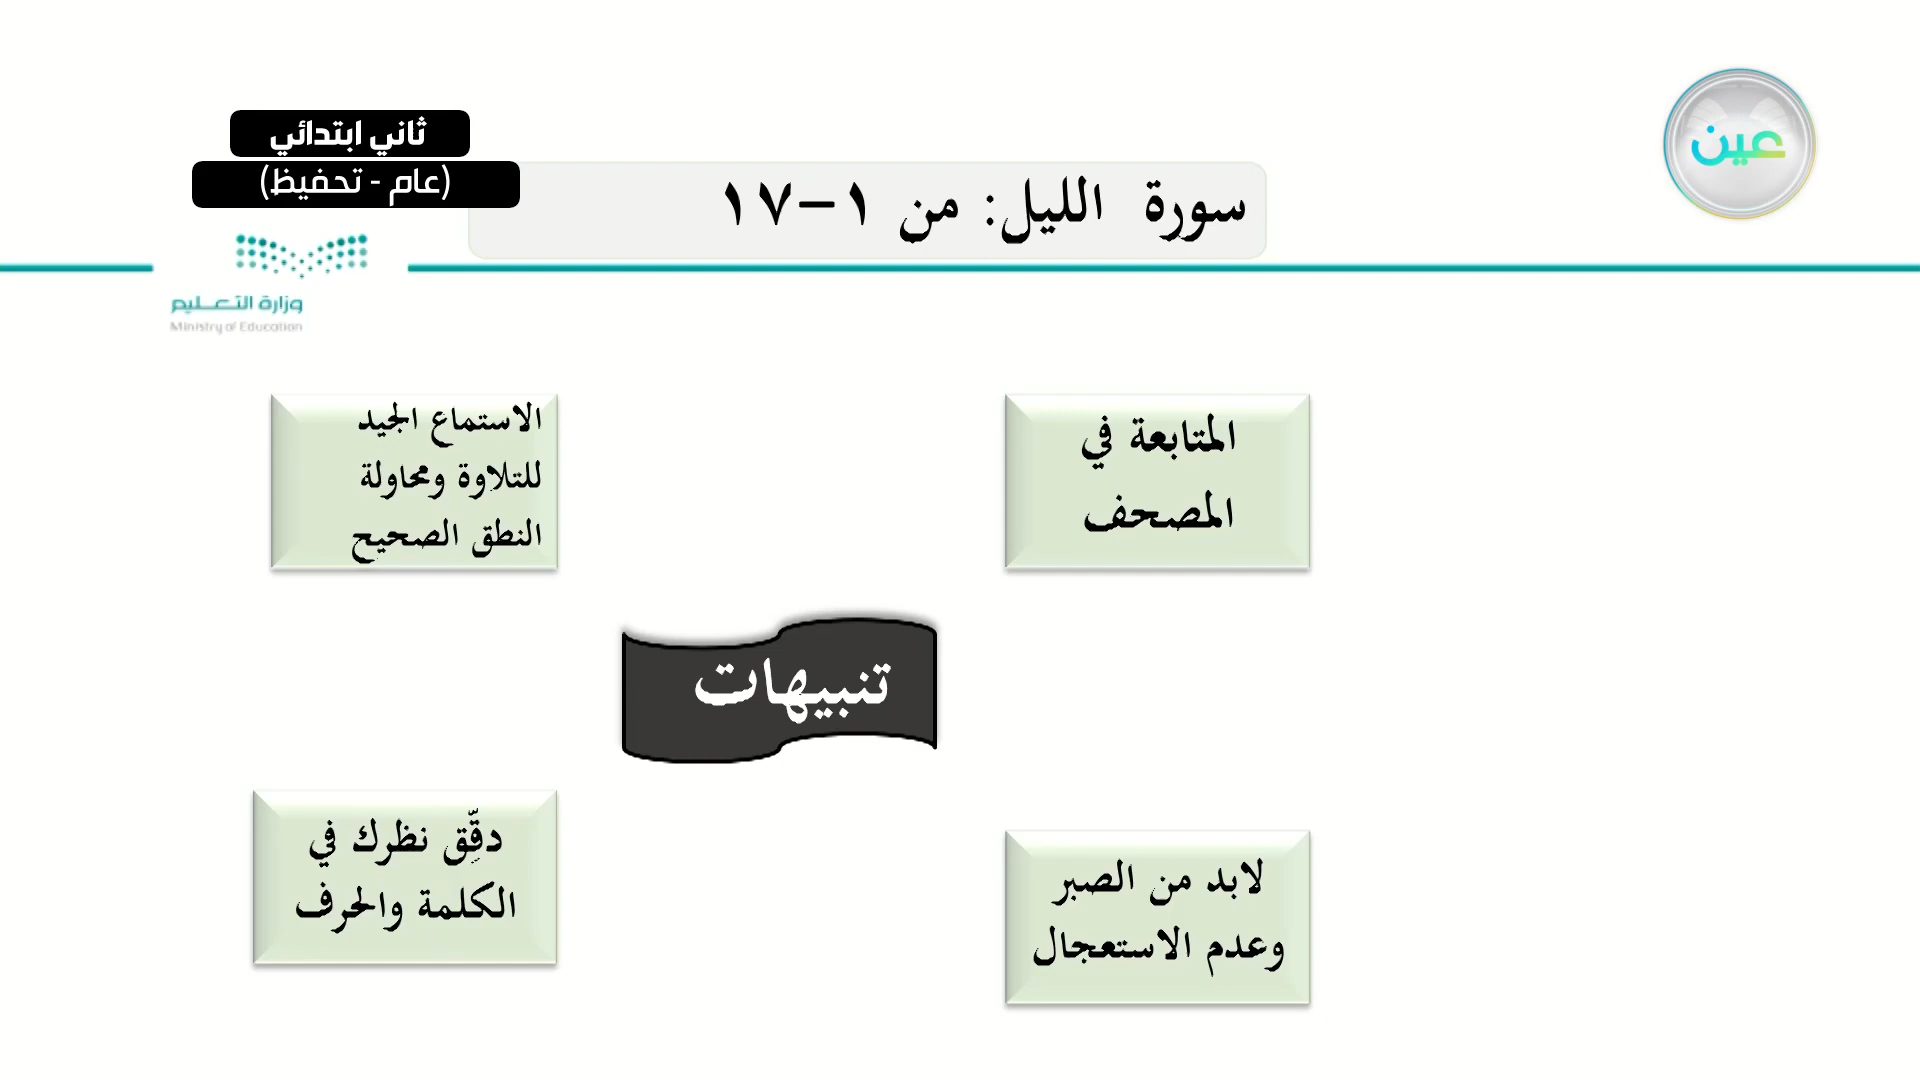 عين
ثاني ابتدائي
(عام - تحفيظ)
سورة الليل: من ١-١٧
وزارة التعليم
Ministry of Education
المتابعة في
المصحف
الاستماع الجيد
للتلاوة ومحاولة
النطق الصحيح
تنبيهات
لابد من الصبر
وعدم الاستعجال
دقِّق نظرك في
الكلمة والحرف